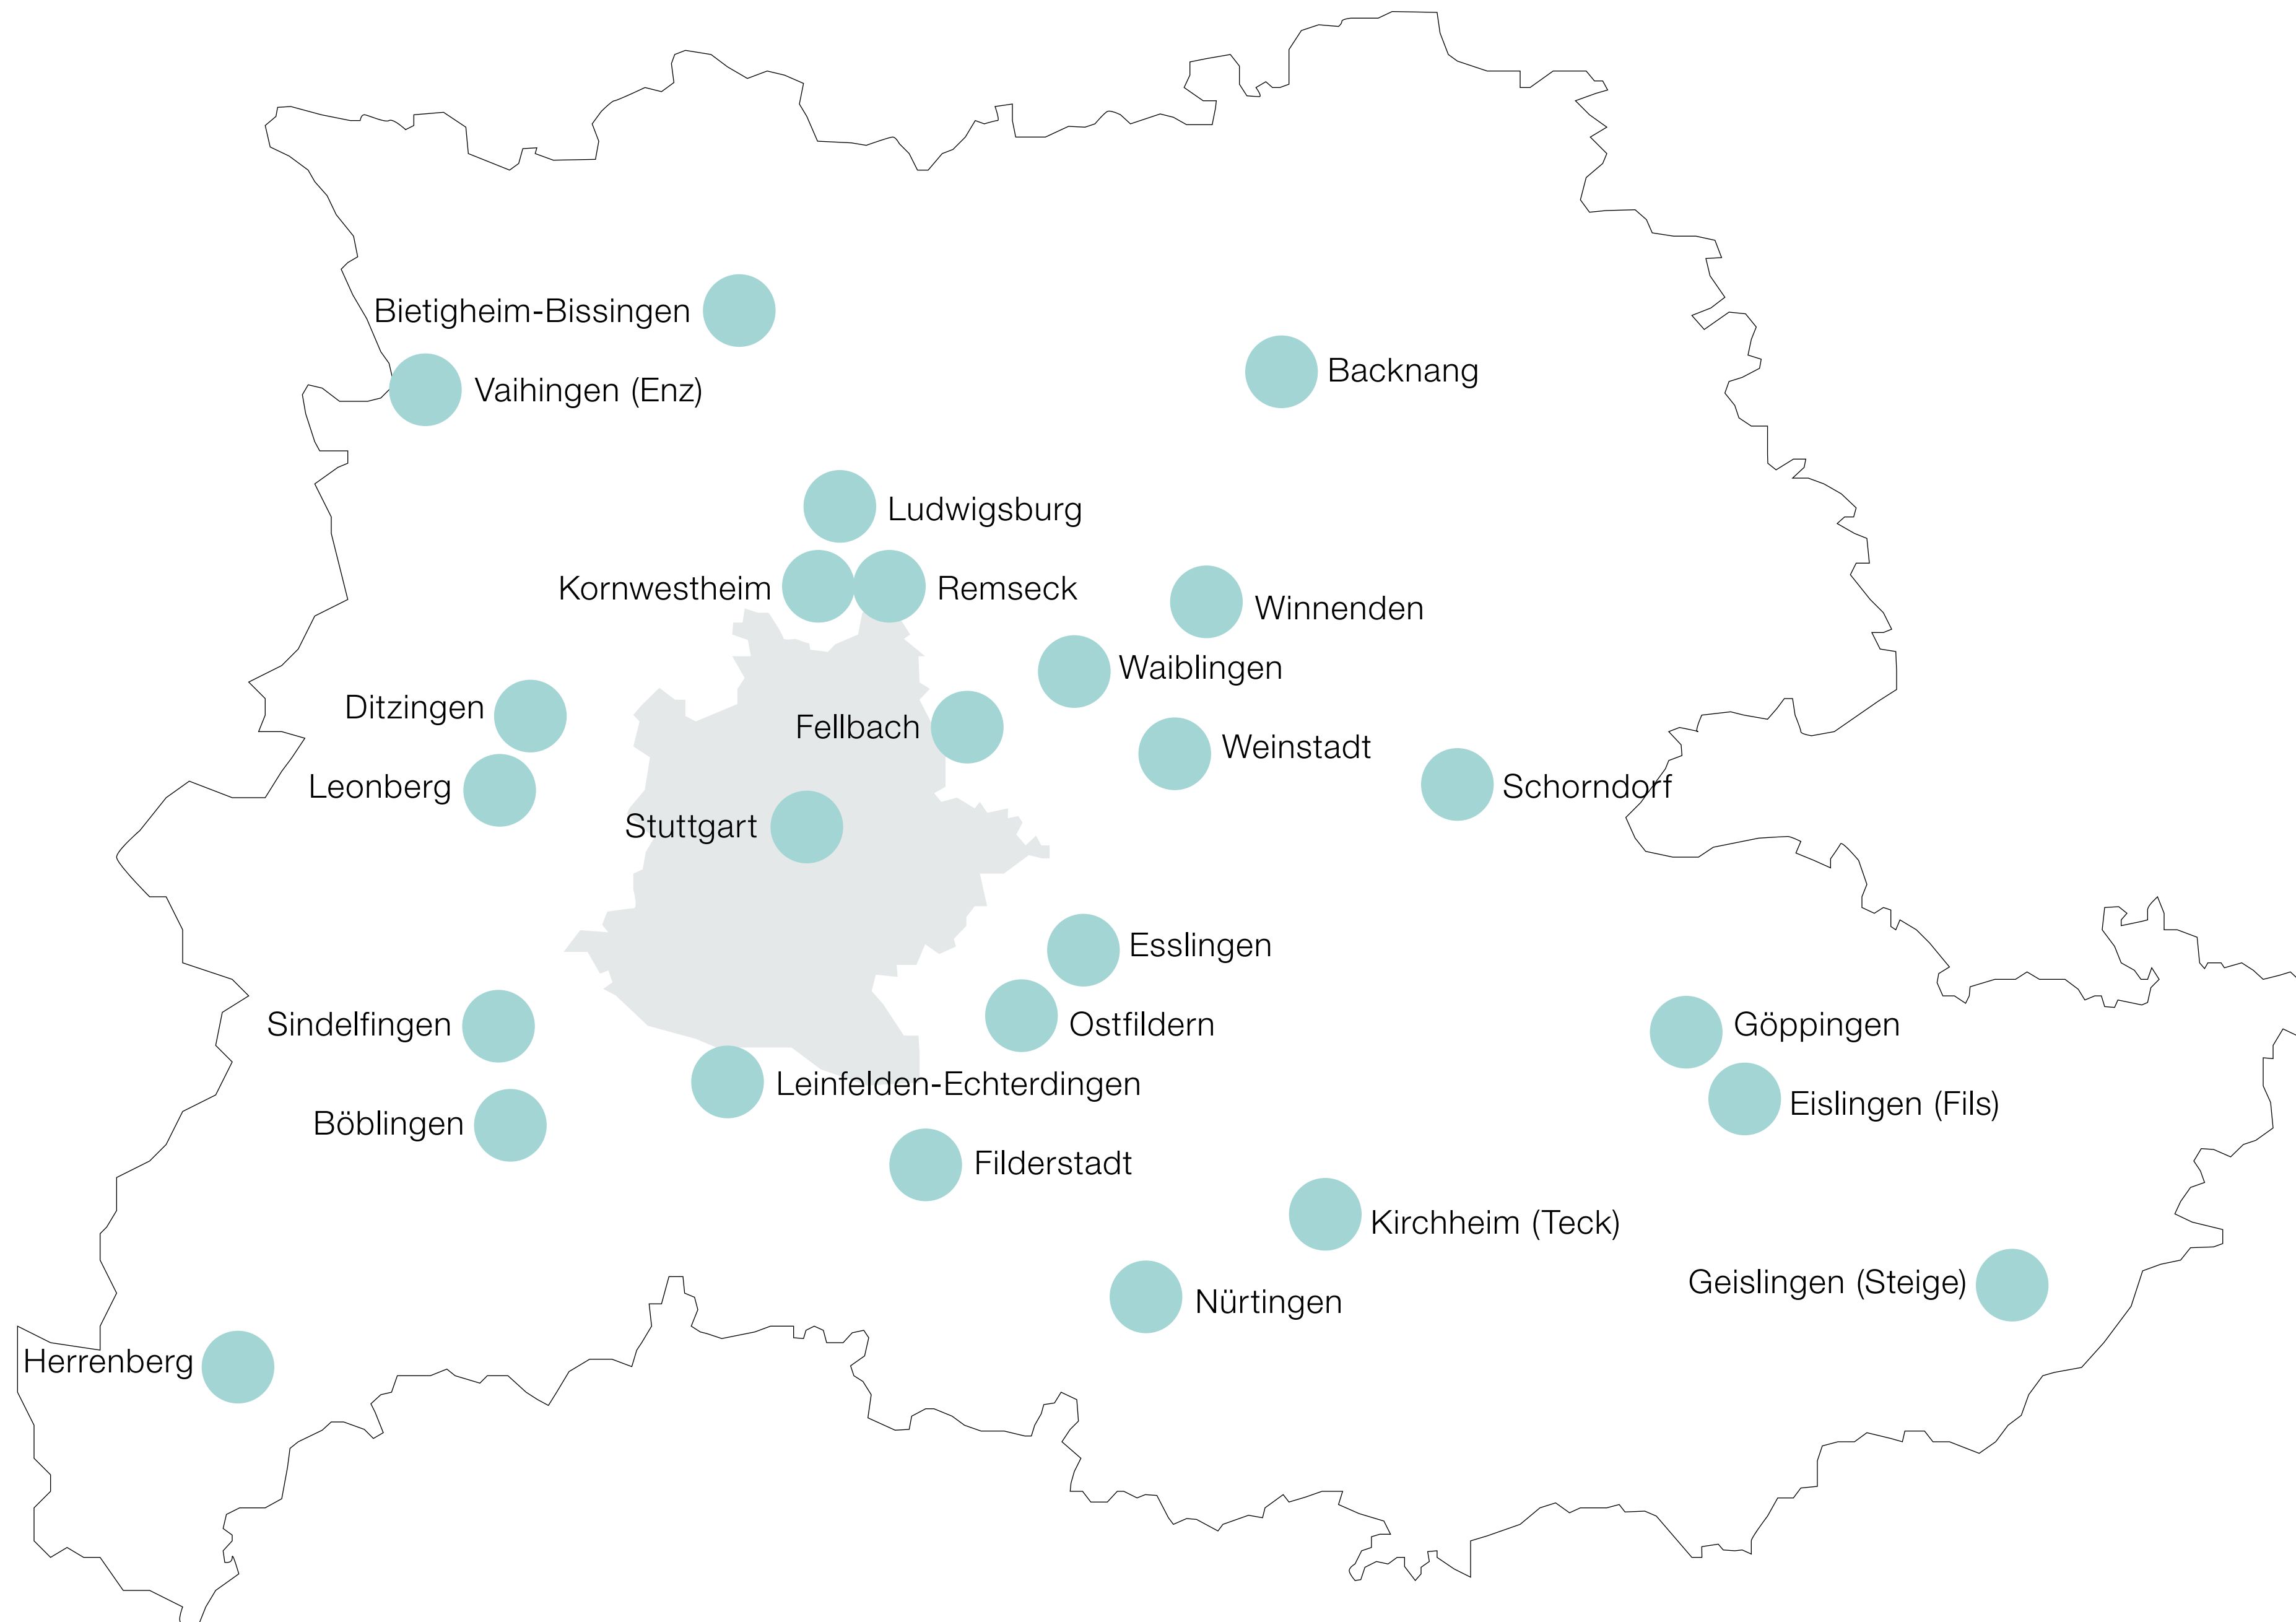 Bietigheim-Bissingen
Backnang
Vaihingen (Enz)
Ludwigsburg
Kornwestheim
Remseck
Winnenden
Waiblingen
Ditzingen
Fellbach
Weinstadt
Leonberg
Schorndorf
Stuttgart
Esslingen
Sindelfingen
Ostfildern
Göppingen
Leinfelden-Echterdingen
Eislingen (Fils)
Böblingen
Filderstadt
Kirchheim (Teck)
Geislingen (Steige)
Nürtingen
Herrenberg